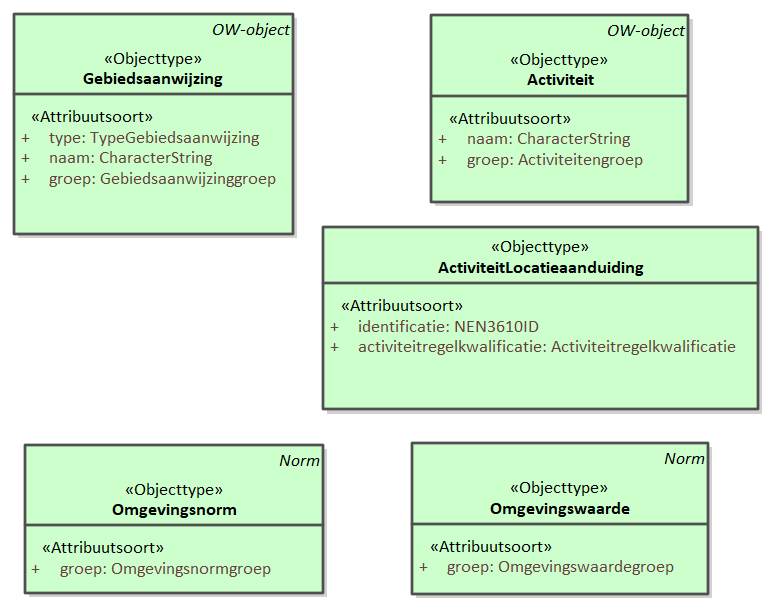 OW-object
«Objecttype»
Gebiedsaanwijzing
«Attribuutsoort»
+ type: TypeGebiedsaanwijzing
+ naam: CharacterString
+ groep: Gebiedsaanwijzinggroep
OW-object
«Objecttype»
Activiteit
«Attribuutsoort»
+ naam: CharacterString
+ groep: Activiteitengroep
«Objecttype»
ActiviteitLocatieaanduiding
«Attribuutsoort»
+ identificatie: NEN3610ID
+ activiteitregelkwalificatie: Activiteitregelkwalificatie
Norm
«Objecttype»
Omgevingsnorm
«Attribuutsoort»
+ groep: Omgevingsnormgroep
Norm
«Objecttype»
Omgevingswaarde
«Attribuutsoort»
+ groep: Omgevingswaardegroep